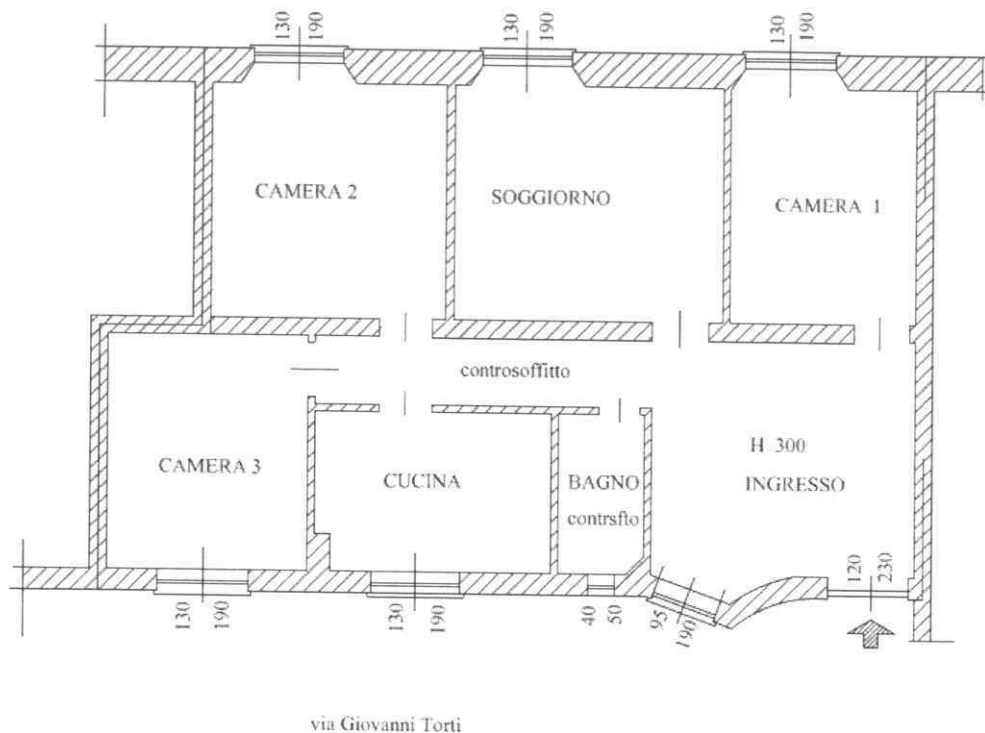 130 190
130 190
130 190
CAMERA 2
SOGGIORNO
CAMERA 1
controsoffitto
H 300
INGRESSO
CAMERA 3
CUCINA
BAGNO
contrsfto
130 190
130 190
40 50
95 190
120 230
via Giovanni Torti